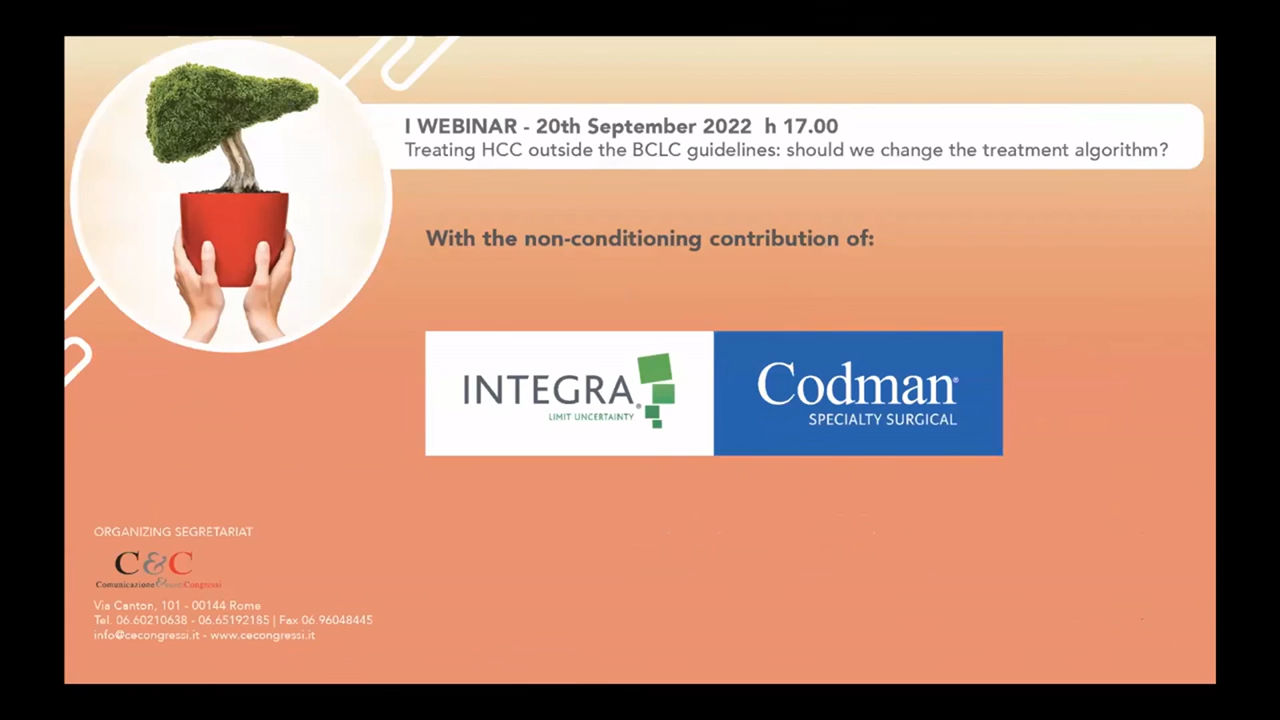 I WEBINAR - 20th September 2022 h 17.00
Treating HCC outside the BCLC guidelines: should we change the treatment algorithm?
With the non-conditioning contribution of:
INTEGRA®
LIMIT UNCERTAINTY
Codman®
SPECIALTY SURGICAL
ORGANIZING SEGRETARIAT
C&C
Comunicazione Congressi
Via Canton, 101 - 00144 Rome
Tel. 06.60210638 - 06.65192185 | Fax 06.96048445
info@cecongressi.it - www.cecongressi.it